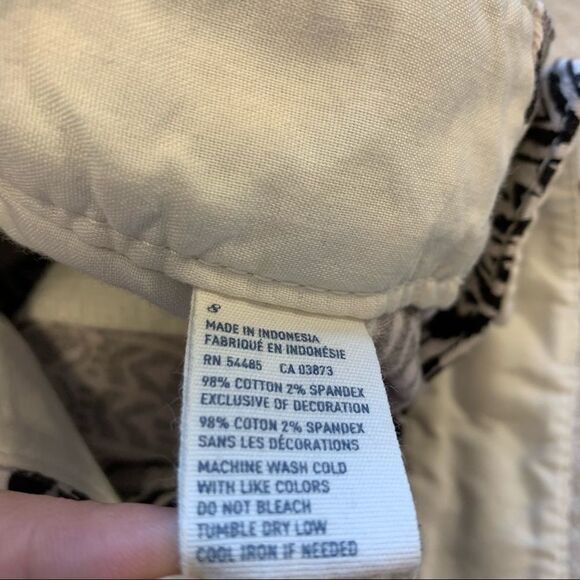 8
MADE IN INDONESIA
FABRIQUÉ EN INDONÉSIE
RN 54485 CA 03873
98% COTTON 2% SPANDEX
EXCLUSIVE OF DECORATION
98% COTON 2% SPANDEX
SANS LES DÉCORATIONS
MACHINE WASH COLD
WITH LIKE COLORS
DO NOT BLEACH
TUMBLE DRY LOW
COOL IRON IF NEEDED